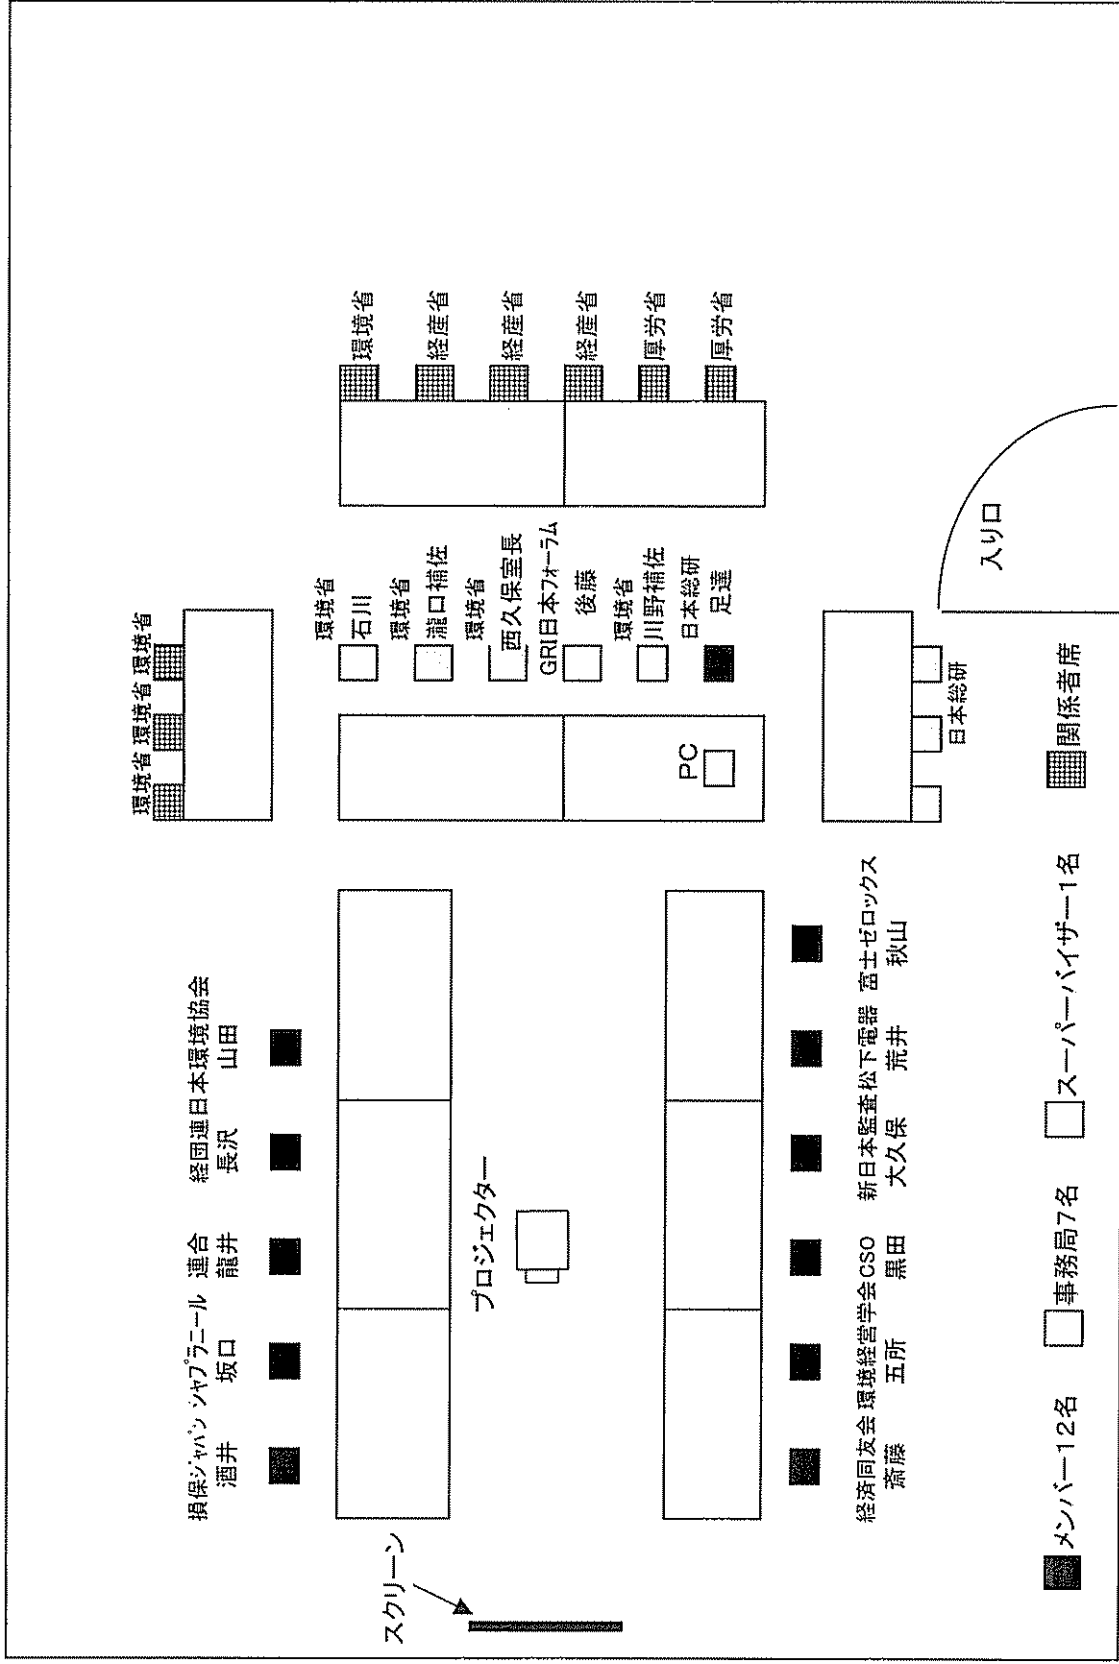 スクリーン
損保ジャパン シャプラニール 連合 経団連 日本環境協会
酒井 坂口 龍井 長沢 山田
環境省 環境省 環境省
プロジェクター
環境省
石川
環境省
瀧口補佐
環境省
西久保室長
GRI日本フォーラム
後藤
環境省
川野補佐
日本総研
足達
PC
環境省
経産省
経産省
経産省
厚労省
厚労省
経済同友会 環境経営学会 CSO 新日本監査 松下電器 富士ゼロックス
斎藤 五所 黒田 大久保 荒井 秋山
日本総研
入り口
メンバー12名 事務局7名 スーパーバイザー1名 関係者席